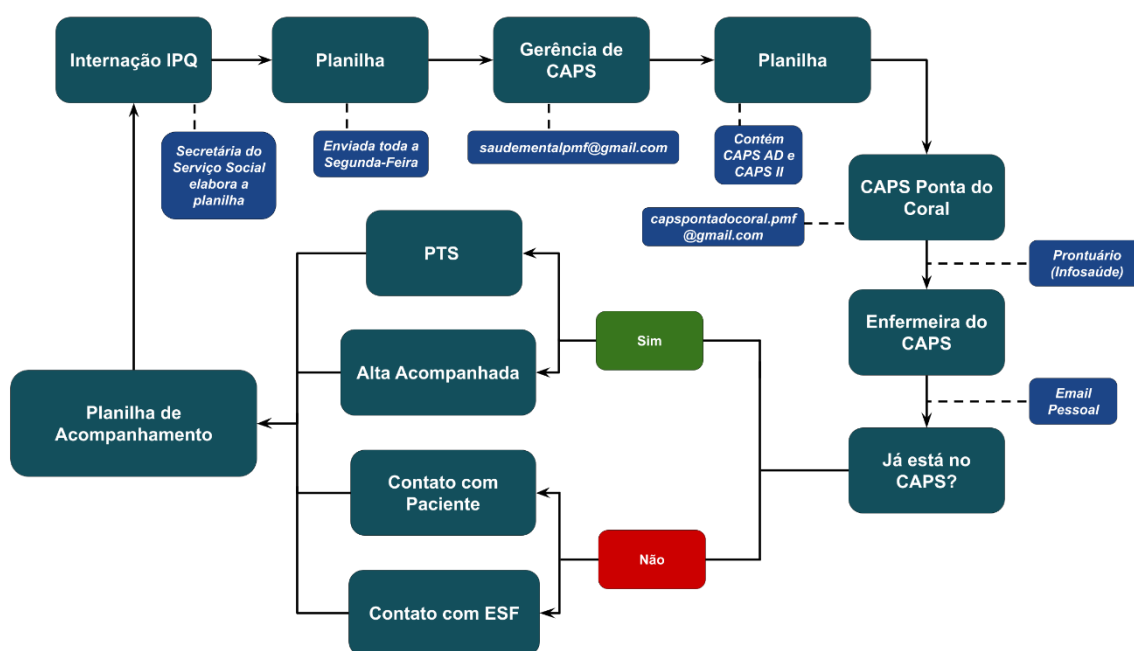 Internação IPQ
Planilha
Gerência de
CAPS
Planilha
Secretária do
Serviço Social
elabora a
planilha
Enviada toda a
Segunda-Feira
saudementalpmf@gmail.com
Contém
CAPS AD e
CAPS II
CAPS Ponta do
Coral
capspontadocoral.pmf
@gmail.com
Prontuário
(Infosaúde)
Enfermeira do
CAPS
Email
Pessoal
Já está no
CAPS?
Sim
PTS
Alta Acompanhada
Não
Contato com
Paciente
Contato com ESF
Planilha de
Acompanhamento